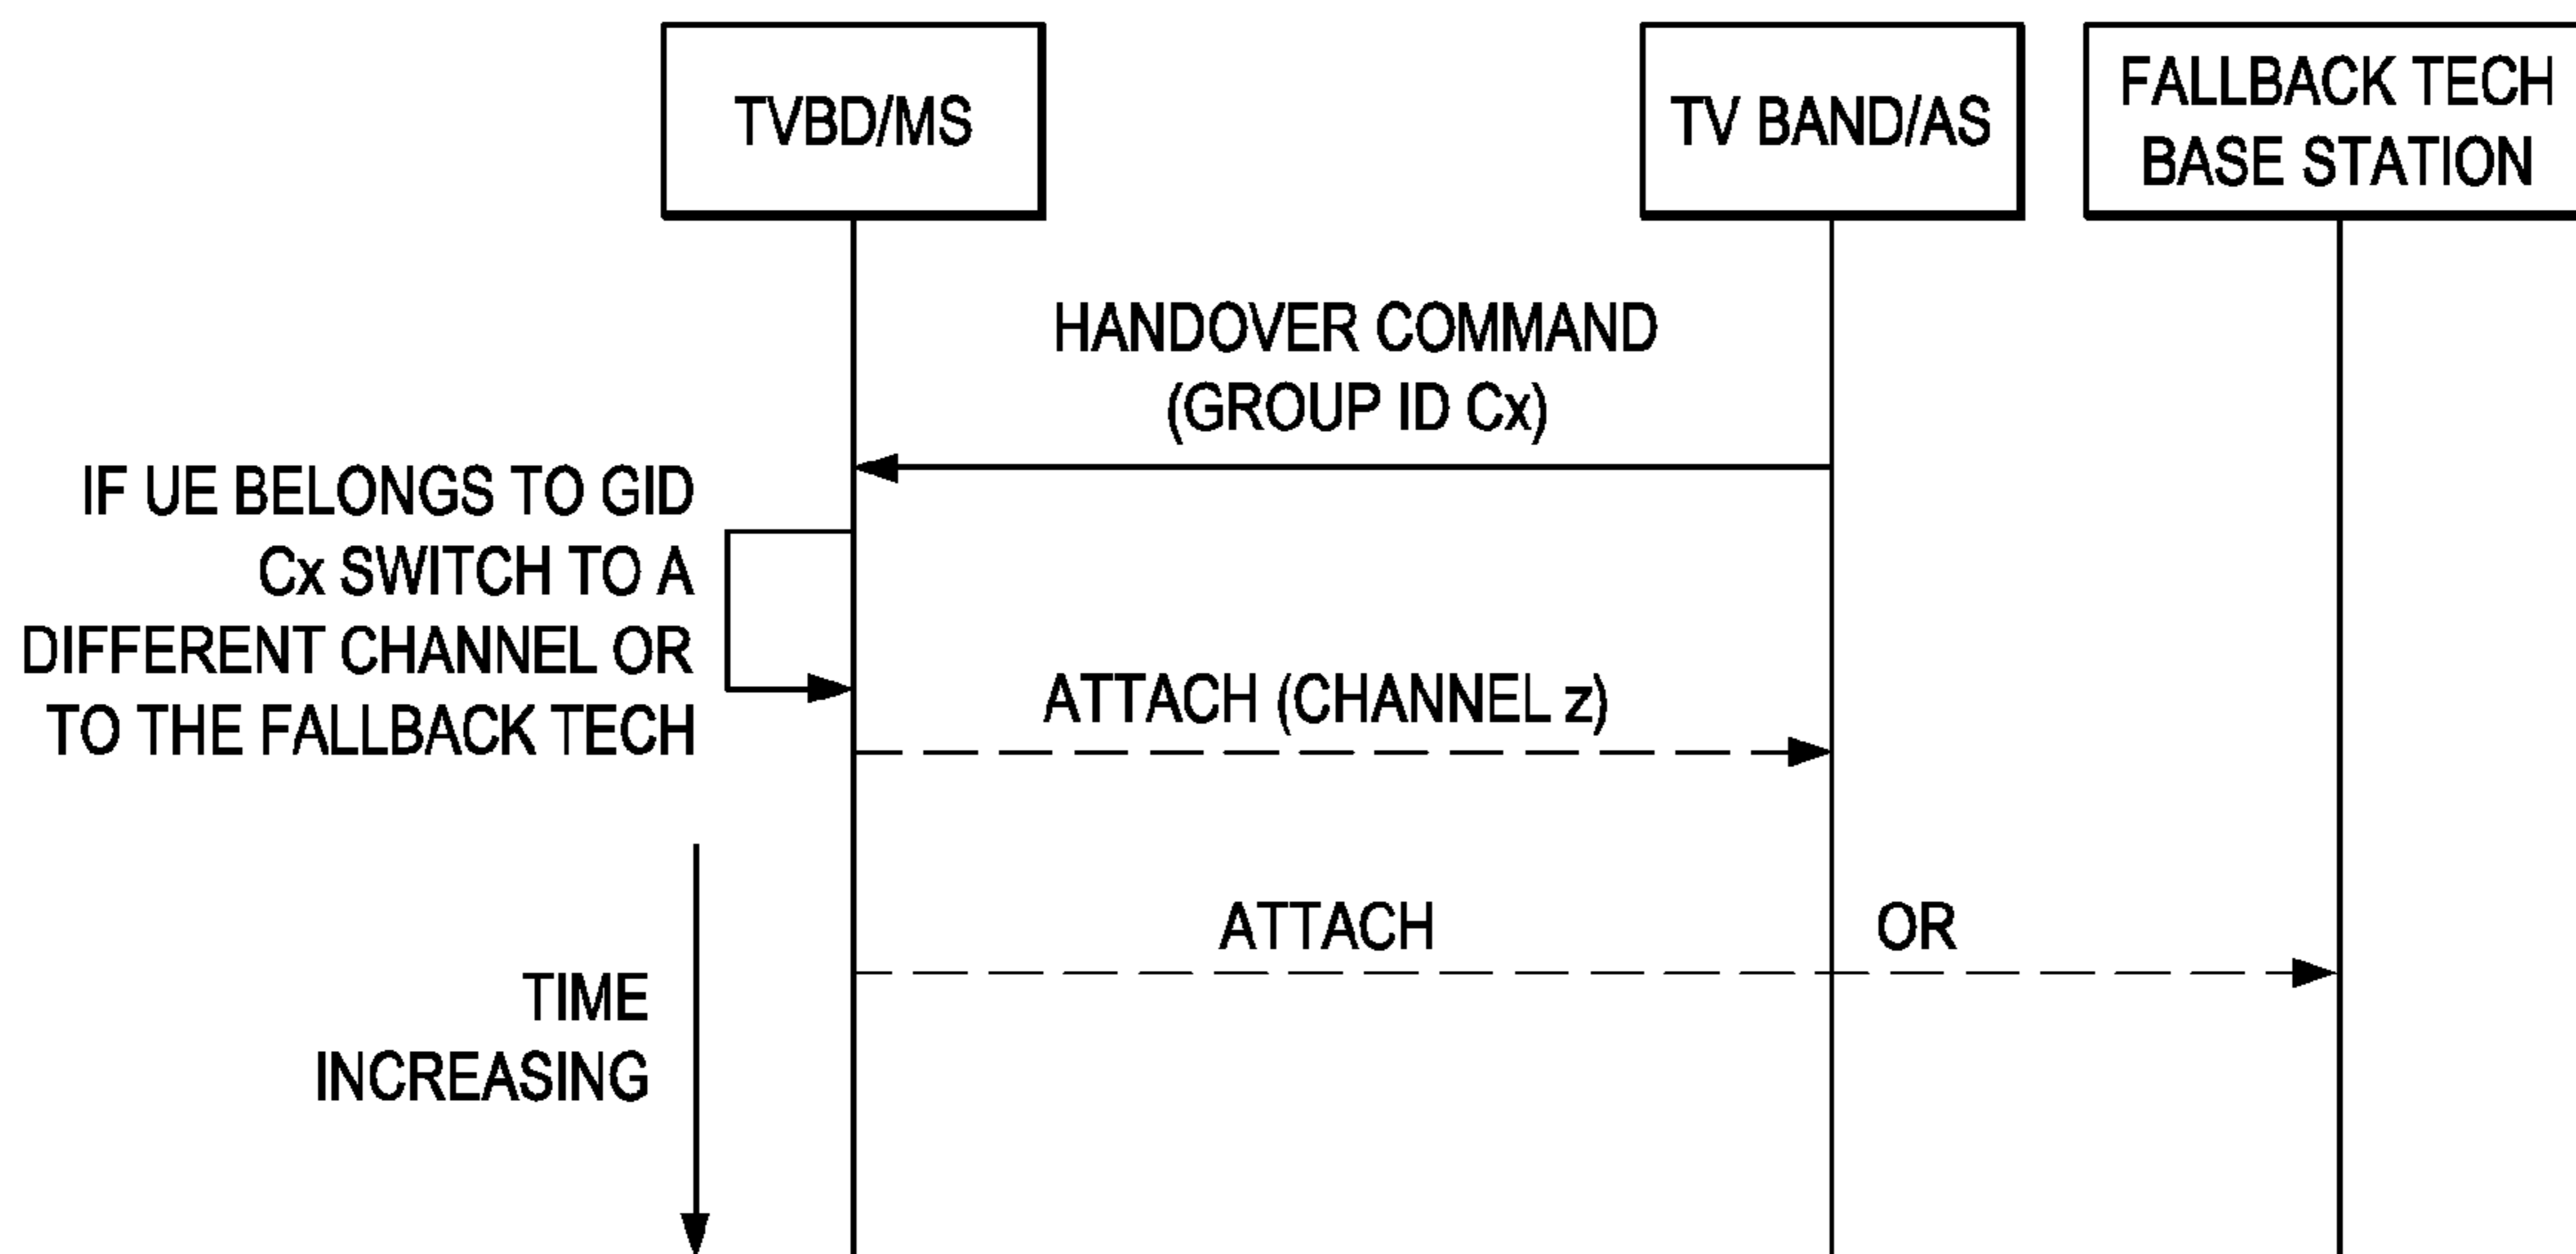 TVBD/MS
TV BAND/AS
FALLBACK TECH
BASE STATION
HANDOVER COMMAND
(GROUP ID Cx)
IF UE BELONGS TO GID
Cx SWITCH TO A
DIFFERENT CHANNEL OR
TO THE FALLBACK TECH
ATTACH (CHANNEL z)
ATTACH
OR
TIME
INCREASING